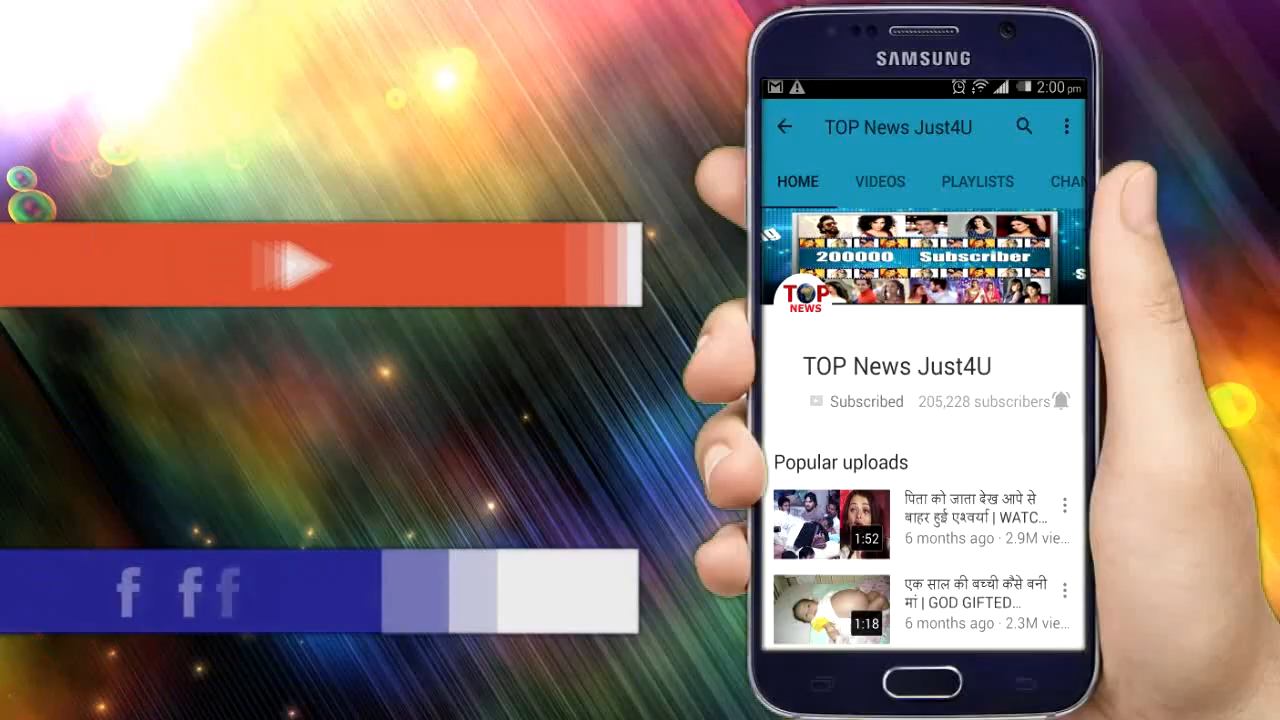 SAMSUNG
2:00 pm
TOP News Just4U
HOME VIDEOS PLAYLISTS CHAN
200000 Subscriber
TOP
NEWS
TOP News Just4U
Subscribed 205,228 subscribers
Popular uploads
पिता को जाता देख आपे से
बाहर हुई एश्वर्या | WATC...
1:52
6 months ago · 2.9M vie...
एक साल की बच्ची कैसे बनी
मां | GOD GIFTED...
1:18
6 months ago · 2.3M vie...
f f f